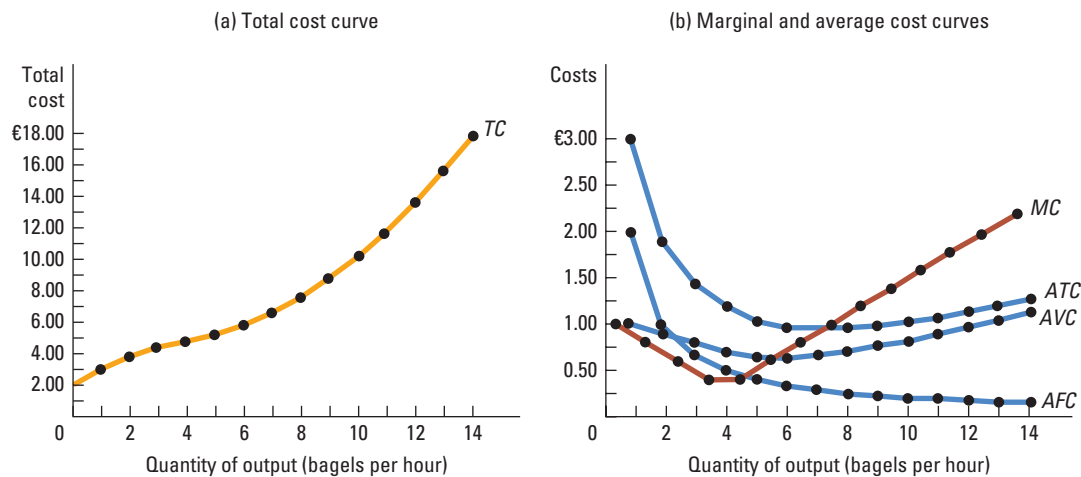 (a) Total cost curve
Total
cost
€18.00
16.00
14.00
12.00
10.00
8.00
6.00
4.00
2.00
TC
0 2 4 6 8 10 12 14
Quantity of output (bagels per hour)
(b) Marginal and average cost curves
Costs
€3.00
2.50
2.00
1.50
1.00
0.50
MC
ATC
AVC
AFC
0 2 4 6 8 10 12 14
Quantity of output (bagels per hour)